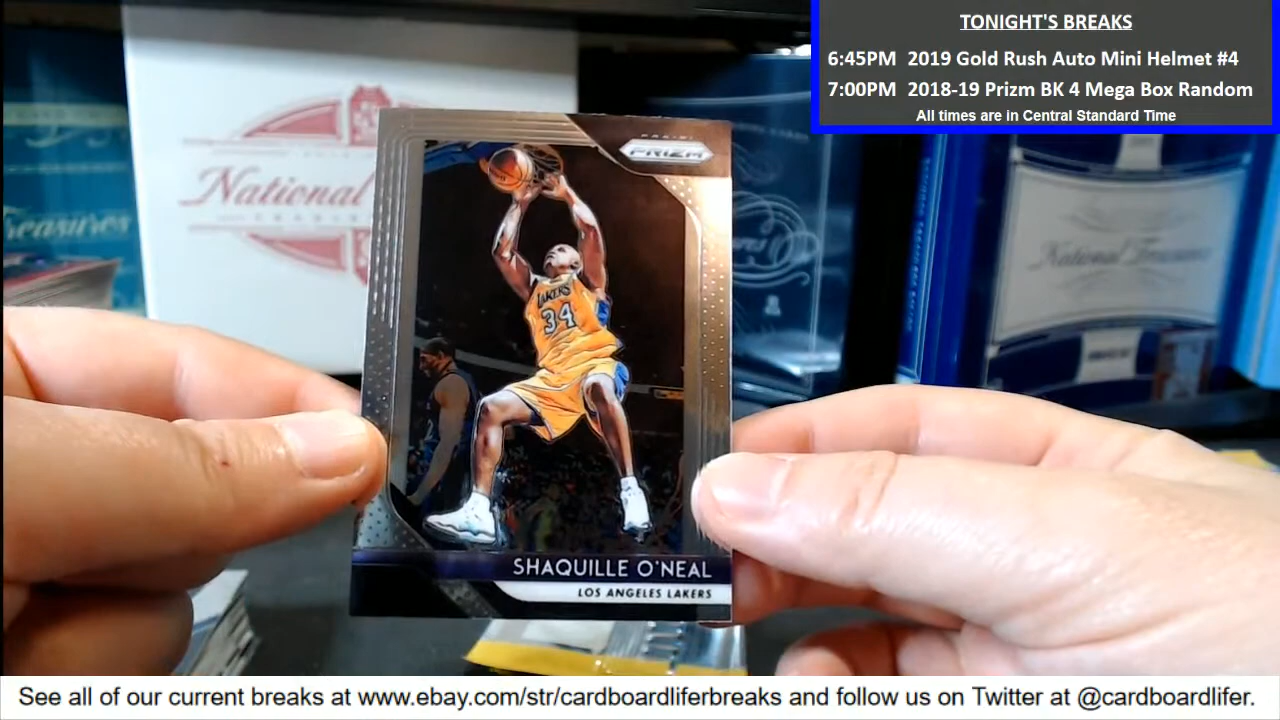 TONIGHT'S BREAKS
6:45PM 2019 Gold Rush Auto Mini Helmet #4
7:00PM 2018-19 Prizm BK 4 Mega Box Random
All times are in Central Standard Time
National
Treasures
National Treasures
PANINI
PRIZM
LAKERS
34
SHAQUILLE O'NEAL
LOS ANGELES LAKERS
See all of our current breaks at www.ebay.com/str/cardboardliferbreaks and follow us on Twitter at @cardboardlifer.